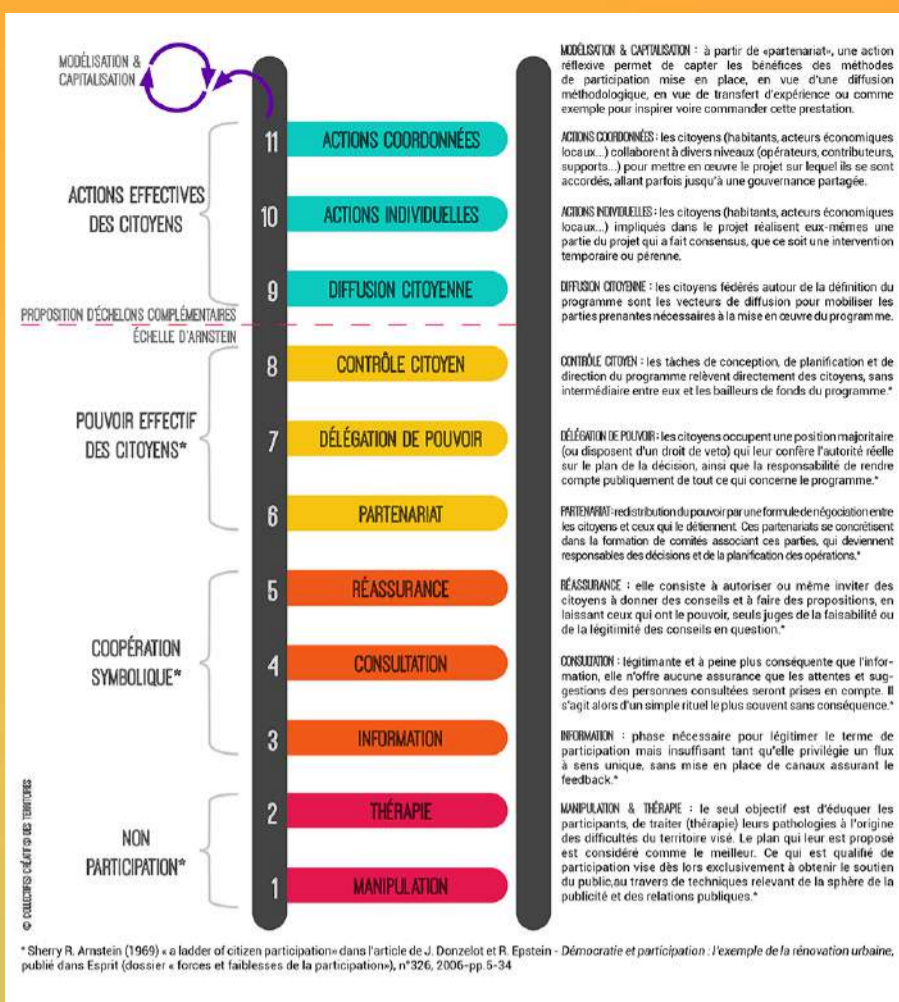 MODÉLISATION &
CAPITALISATION
11 ACTIONS COORDONNÉES
ACTIONS EFFECTIVES
DES CITOYENS
10 ACTIONS INDIVIDUELLES
9 DIFFUSION CITOYENNE
PROPOSITION D'ÉCHELONS COMPLÉMENTAIRES
ÉCHELLE D'ARNSTEIN
8 CONTRÔLE CITOYEN
POUVOIR EFFECTIF
DES CITOYENS*
7 DÉLÉGATION DE POUVOIR
6 PARTENARIAT
5 RÉASSURANCE
COOPÉRATION
SYMBOLIQUE*
4 CONSULTATION
3 INFORMATION
2 THÉRAPIE
NON
PARTICIPATION*
1 MANIPULATION
© COLLECTIF(S) CRÉATIF(S) DES TERRITOIRES
MODÉLISATION & CAPITALISATION : à partir de «partenariat», une action
réflexive permet de capter les bénéfices des méthodes
de participation mise en place, en vue d'une diffusion
méthodologique, en vue de transfert d'expérience ou comme
exemple pour inspirer voire commander cette prestation.
ACTIONS COORDONNÉES : les citoyens (habitants, acteurs économiques
locaux...) collaborent à divers niveaux (opérateurs, contributeurs,
supports...) pour mettre en œuvre le projet sur lequel ils se sont
accordés, allant parfois jusqu'à une gouvernance partagée.
ACTIONS INDIVIDUELLES : les citoyens (habitants, acteurs économiques
locaux...) impliqués dans le projet réalisent eux-mêmes une
partie du projet qui a fait consensus, que ce soit une intervention
temporaire ou pérenne.
DIFFUSION CITOYENNE : les citoyens fédérés autour de la définition du
programme sont les vecteurs de diffusion pour mobiliser les
parties prenantes nécessaires à la mise en œuvre du programme.
CONTRÔLE CITOYEN : les tâches de conception, de planification et de
direction du programme relèvent directement des citoyens, sans
intermédiaire entre eux et les bailleurs de fonds du programme.*
DÉLÉGATION DE POUVOIR : les citoyens occupent une position majoritaire
(ou disposent d'un droit de veto) qui leur confère l'autorité réelle
sur le plan de la décision, ainsi que la responsabilité de rendre
compte publiquement de tout ce qui concerne le programme.*
PARTENARIAT : redistribution du pouvoir par une formule de négociation entre
les citoyens et ceux qui le détiennent. Ces partenariats se concrétisent
dans la formation de comités associant ces parties, qui deviennent
responsables des décisions et de la planification des opérations.*
RÉASSURANCE : elle consiste à autoriser ou même inviter des
citoyens à donner des conseils et à faire des propositions, en
laissant ceux qui ont le pouvoir, seuls juges de la faisabilité ou
de la légitimité des conseils en question.*
CONSULTATION : légitimante et à peine plus conséquente que l'infor-
mation, elle n'offre aucune assurance que les attentes et sug-
gestions des personnes consultées seront prises en compte. Il
s'agit alors d'un simple rituel le plus souvent sans conséquence.*
INFORMATION : phase nécessaire pour légitimer le terme de
participation mais insuffisant tant qu'elle privilégie un flux
à sens unique, sans mise en place de canaux assurant le
feedback.*
MANIPULATION & THÉRAPIE : le seul objectif est d'éduquer les
participants, de traiter (thérapie) leurs pathologies à l'origine
des difficultés du territoire visé. Le plan qui leur est proposé
est considéré comme le meilleur. Ce qui est qualifié de
participation vise dès lors exclusivement à obtenir le soutien
du public,au travers de techniques relevant de la sphère de la
publicité et des relations publiques.*
* Sherry R. Arnstein (1969) « a ladder of citizen participation» dans l'article de J. Donzelot et R. Epstein - Démocratie et participation : l'exemple de la rénovation urbaine,
publié dans Esprit (dossier « forces et faiblesses de la participation»), n°326, 2006-pp.5-34